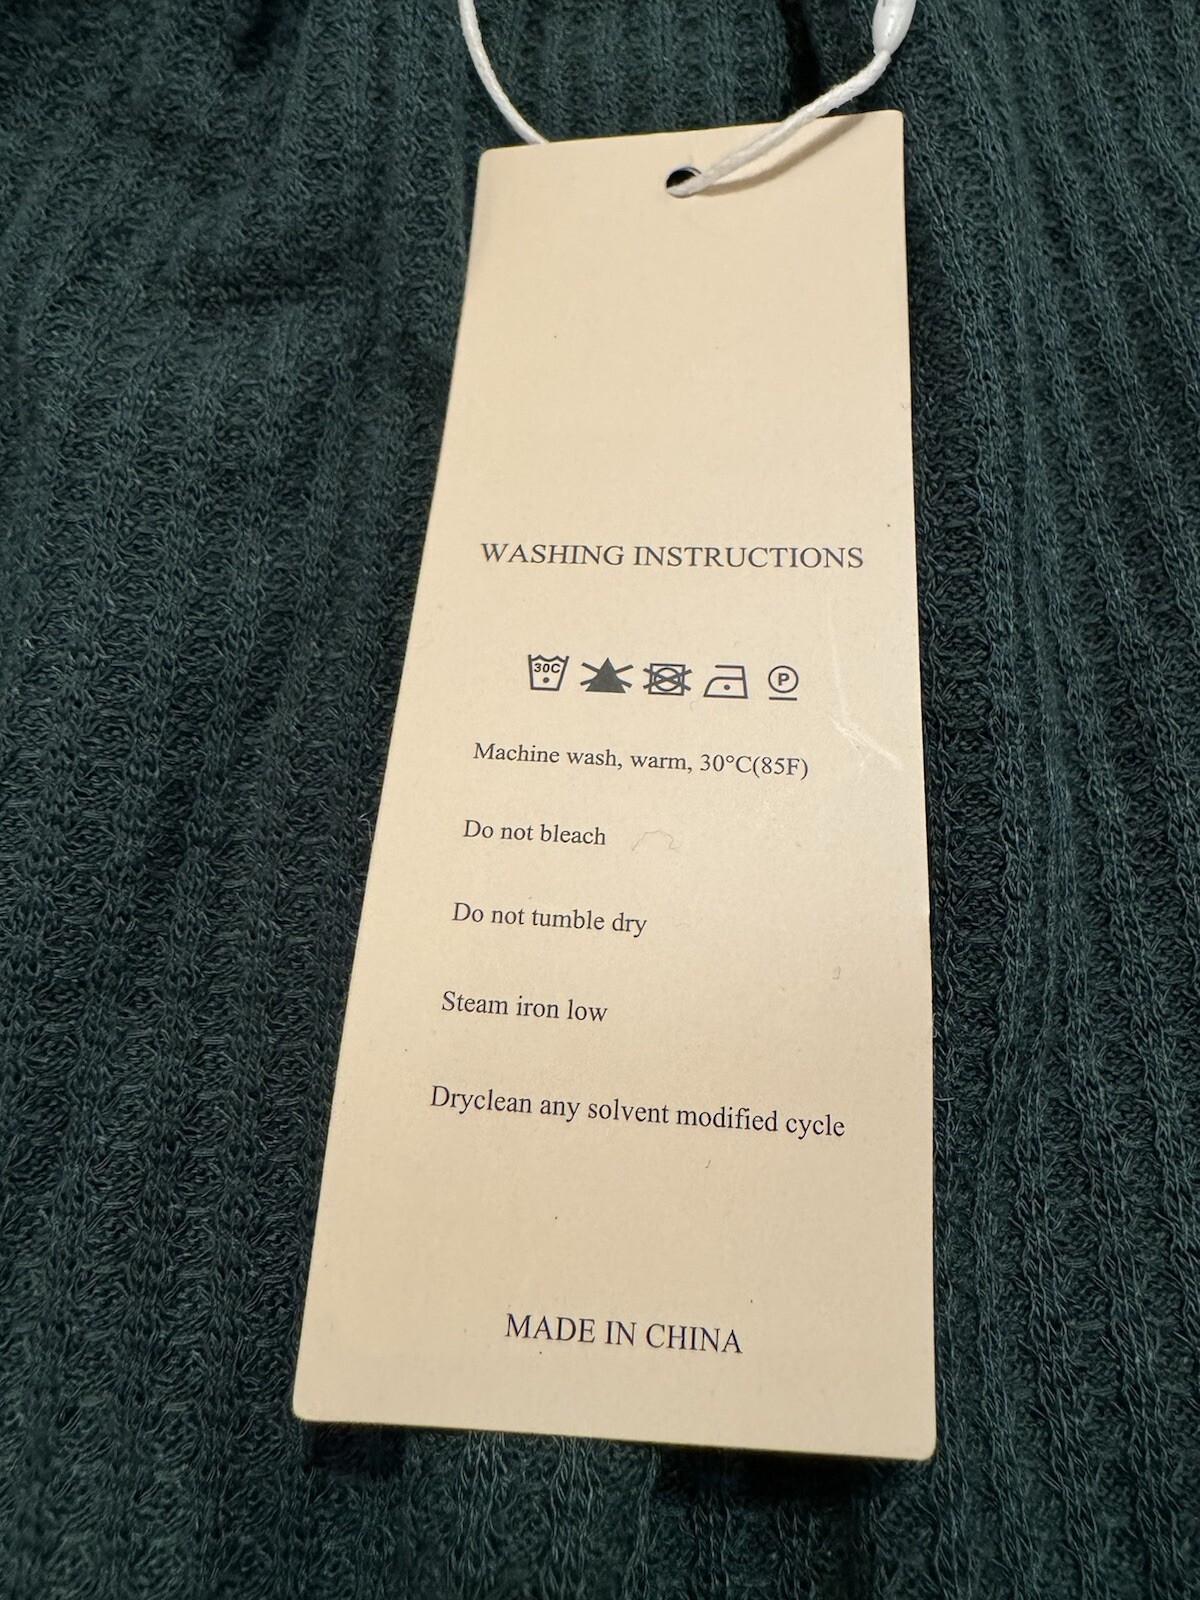 WASHING INSTRUCTIONS
30C P
Machine wash, warm, 30°C(85F)
Do not bleach
Do not tumble dry
Steam iron low
Dryclean any solvent modified cycle
MADE IN CHINA